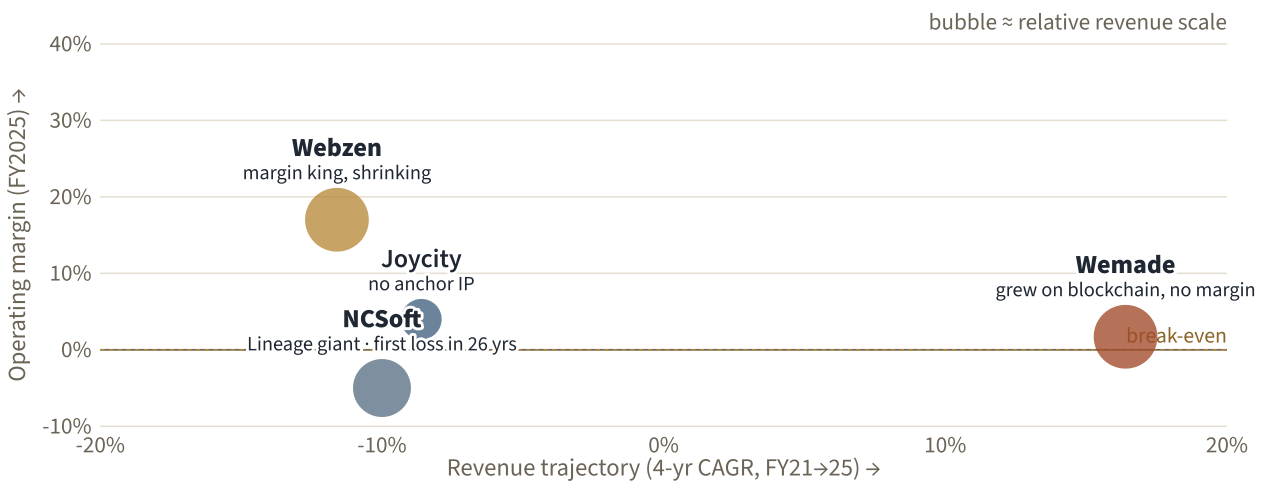 bubble ≈ relative revenue scale
40%
30%
20%
10%
0%
-10%
Operating margin (FY2025) →
Webzen
margin king, shrinking
Joycity
no anchor IP
NCSoft
Lineage giant · first loss in 26 yrs
Wemade
grew on blockchain, no margin
break-even
-20%
-10%
0%
10%
20%
Revenue trajectory (4-yr CAGR, FY21→25) →